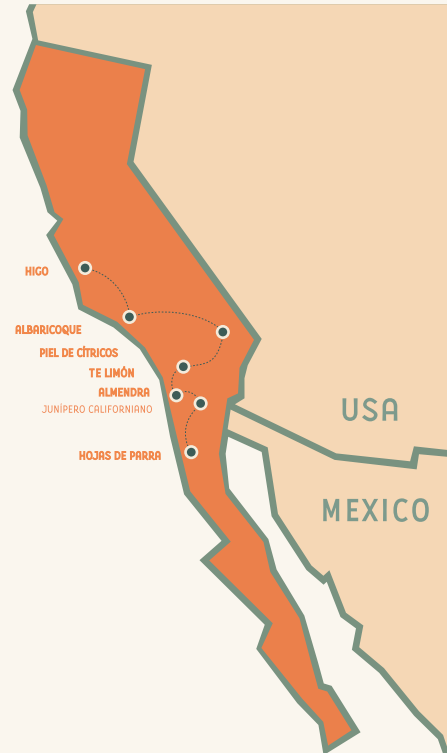 HIGO
ALBARICOQUE
PIEL DE CÍTRICOS
TE LIMÓN
ALMENDRA
JUNÍPERO CALIFORNIANO
USA
HOJAS DE PARRA
MEXICO